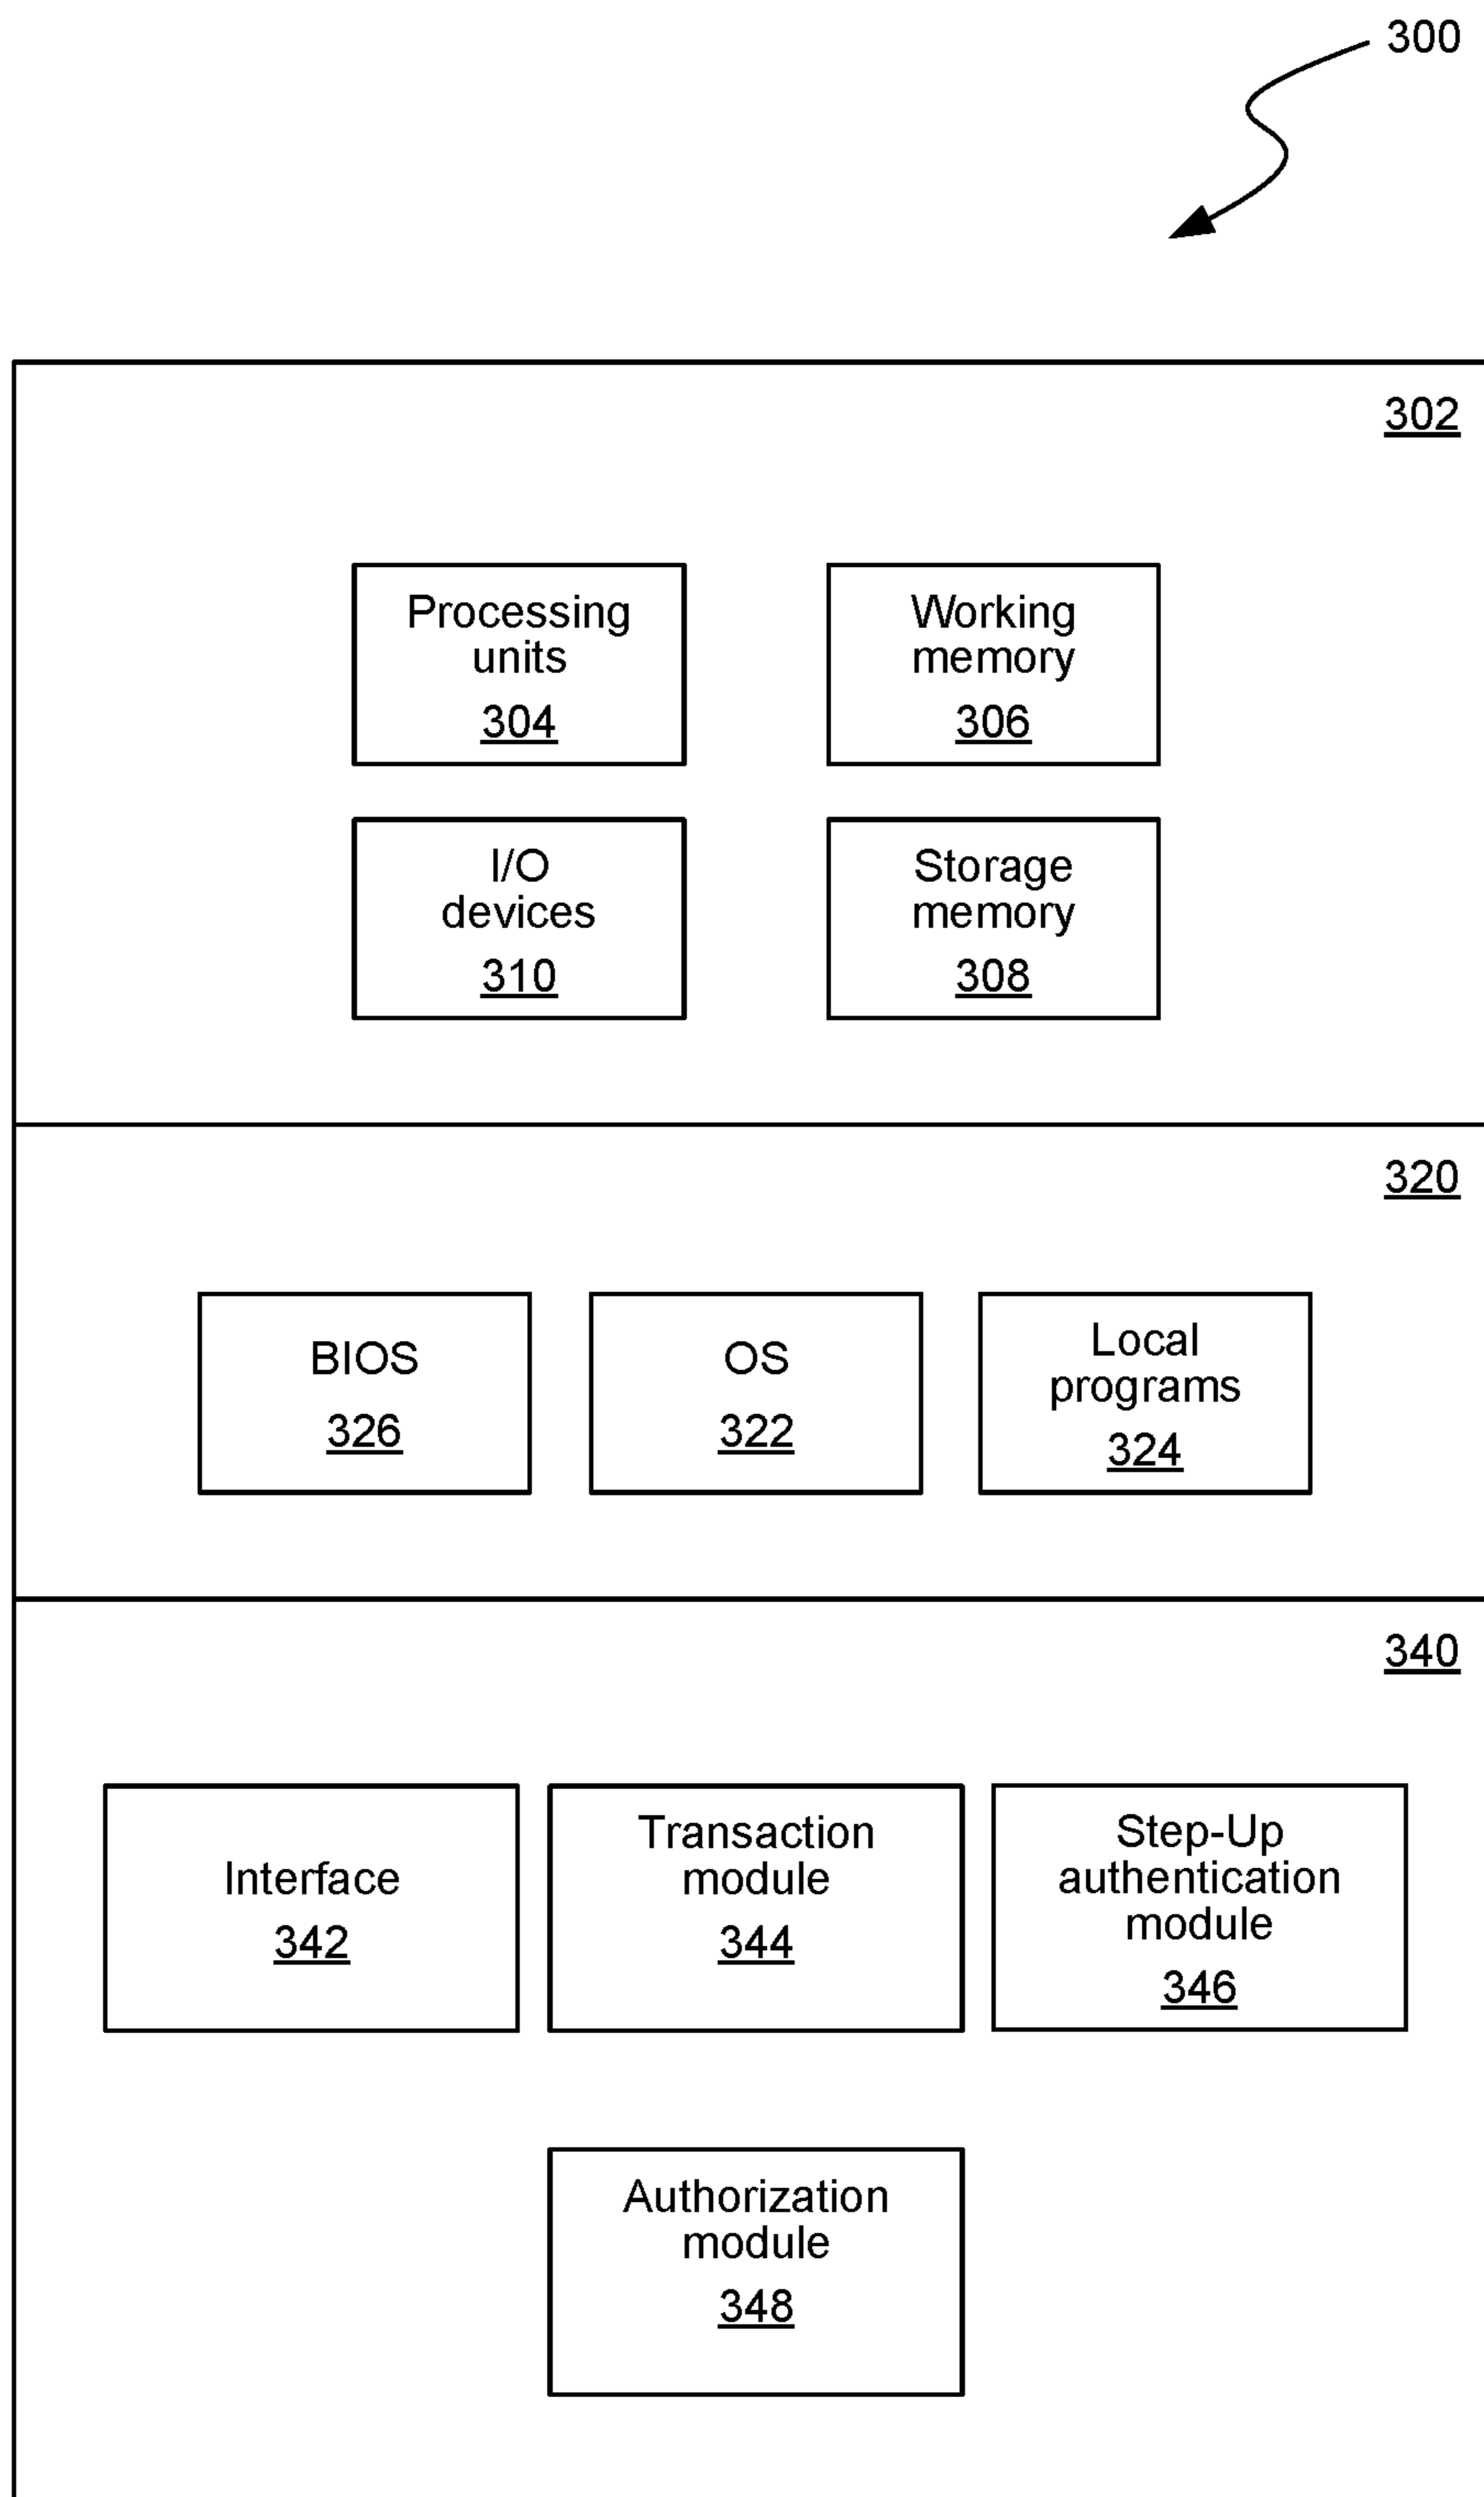 300
302
Processing
units
304
Working
memory
306
I/O
devices
310
Storage
memory
308
320
BIOS
326
OS
322
Local
programs
324
340
Interface
342
Transaction
module
344
Step-Up
authentication
module
346
Authorization
module
348